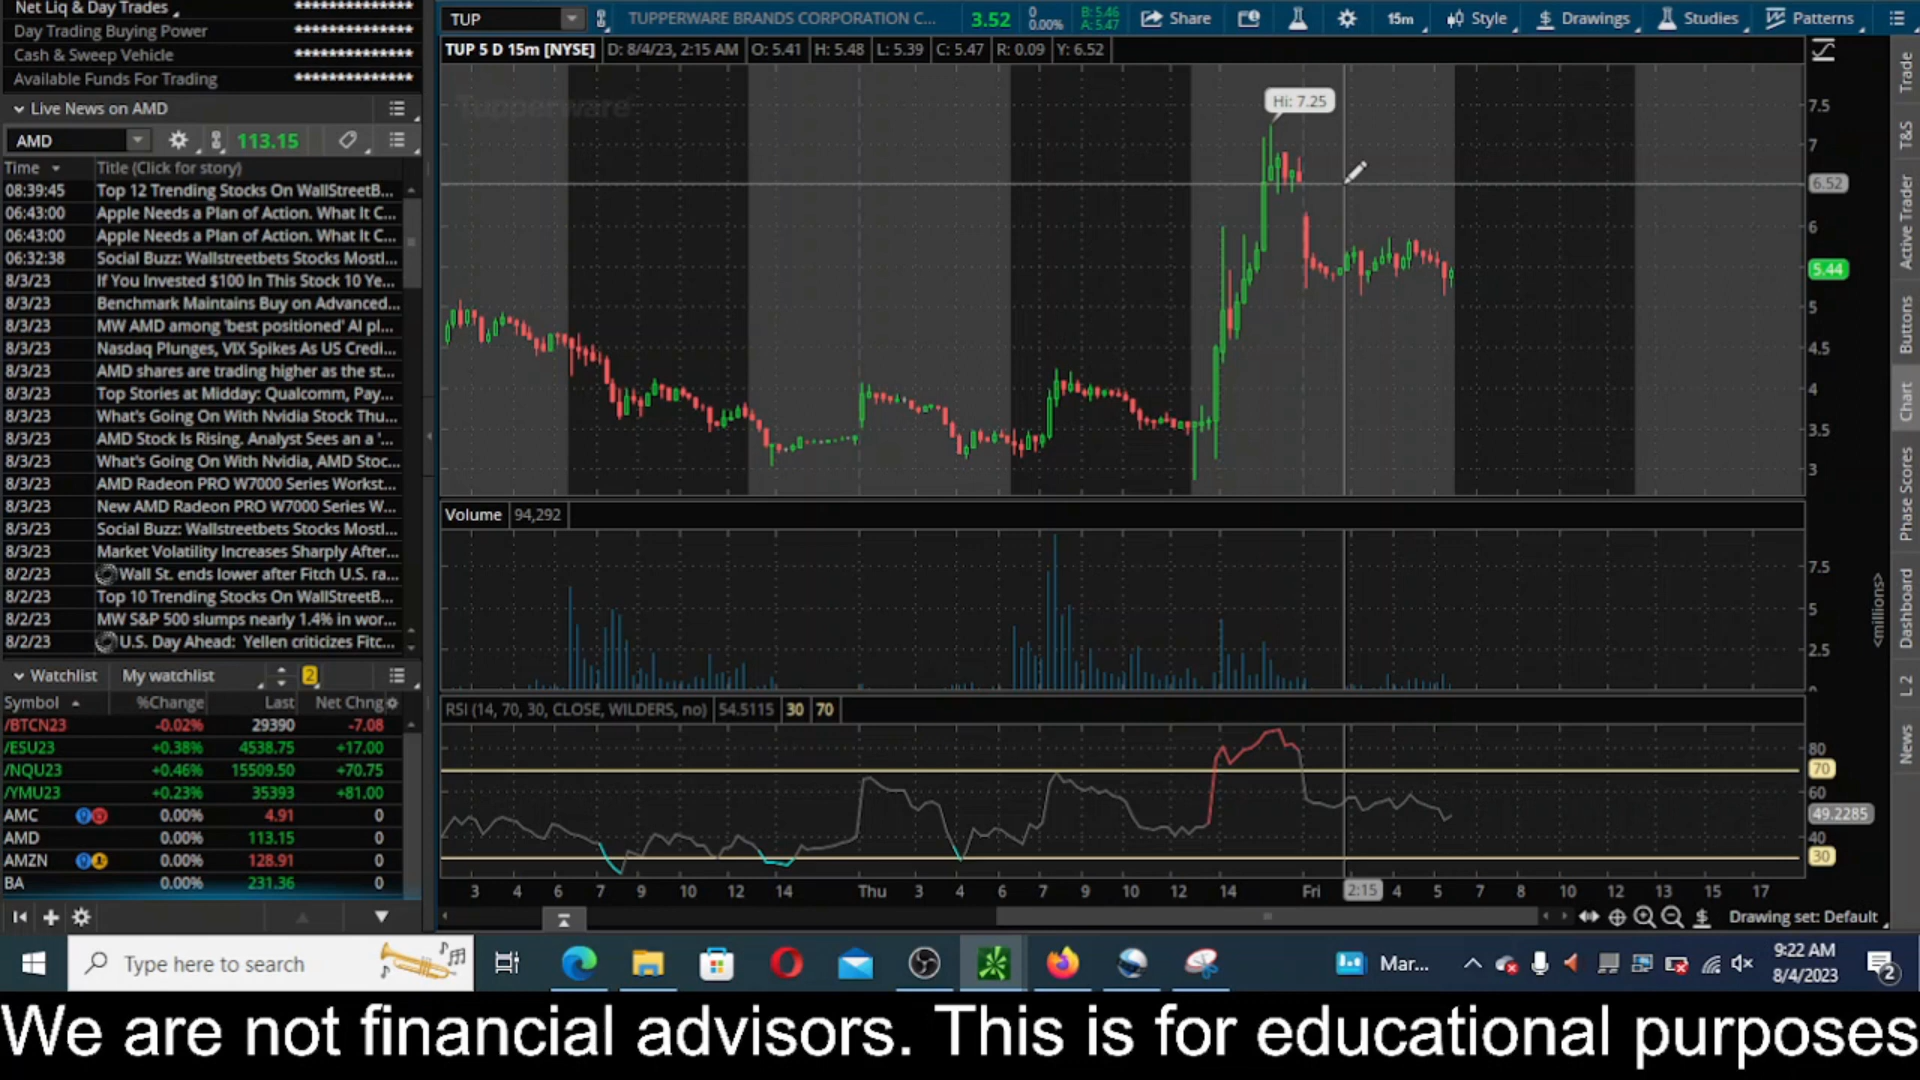 Net Liq & Day Trades **************
Day Trading Buying Power **************
Cash & Sweep Vehicle **************
Available Funds For Trading **************
Live News on AMD
AMD 113.15
Time Title (Click for story)
08:39:45 Top 12 Trending Stocks On WallStreetB...
06:43:00 Apple Needs a Plan of Action. What It C...
06:43:00 Apple Needs a Plan of Action. What It C...
06:32:38 Social Buzz: Wallstreetbets Stocks Mostl...
8/3/23 If You Invested $100 In This Stock 10 Ye...
8/3/23 Benchmark Maintains Buy on Advanced...
8/3/23 MW AMD among 'best positioned' AI pl...
8/3/23 Nasdaq Plunges, VIX Spikes As US Credi...
8/3/23 AMD shares are trading higher as the st...
8/3/23 Top Stories at Midday: Qualcomm, Pay...
8/3/23 What's Going On With Nvidia Stock Thu...
8/3/23 AMD Stock Is Rising. Analyst Sees an a '...
8/3/23 What's Going On With Nvidia, AMD Stoc...
8/3/23 AMD Radeon PRO W7000 Series Workst...
8/3/23 New AMD Radeon PRO W7000 Series W...
8/3/23 Social Buzz: Wallstreetbets Stocks Mostl...
8/3/23 Market Volatility Increases Sharply After...
8/2/23 Wall St. ends lower after Fitch U.S. ra...
8/2/23 Top 10 Trending Stocks On WallStreetB...
8/2/23 MW S&P 500 slumps nearly 1.4% in wor...
8/2/23 U.S. Day Ahead: Yellen criticizes Fitc...
Watchlist My watchlist 2
Symbol %Change Last Net Chng
/BTCN23 -0.02% 29390 -7.08
/ESU23 +0.38% 4538.75 +17.00
/NQU23 +0.46% 15509.50 +70.75
/YMU23 +0.23% 35393 +81.00
AMC 0.00% 4.91 0
AMD 0.00% 113.15 0
AMZN 0.00% 128.91 0
BA 0.00% 231.36 0
TUP TUPPERWARE BRANDS CORPORATION C... 3.52 0 0.00% B: 5.46 A: 5.47 Share 15m Style Drawings Studies Patterns
TUP 5 D 15m [NYSE] D: 8/4/23, 2:15 AM O: 5.41 H: 5.48 L: 5.39 C: 5.47 R: 0.09 Y: 6.52
Tupperware
Hi: 7.25
7.5
7
6.52
6
5.44
5
4.5
4
3.5
3
Volume 94,292
7.5
5
2.5
<millions>
RSI (14, 70, 30, CLOSE, WILDERS, no) 54.5115 30 70
80
70
60
49.2285
40
30
3 4 6 7 9 10 12 14 Thu 3 4 6 7 9 10 12 14 Fri 2:15 4 5 7 8 10 12 13 15 17
Drawing set: Default
Trade
T&S
Active Trader
Buttons
Chart
Phase Scores
Dashboard
L 2
News
Type here to search
Mar...
9:22 AM
8/4/2023
2
We are not financial advisors. This is for educational purposes